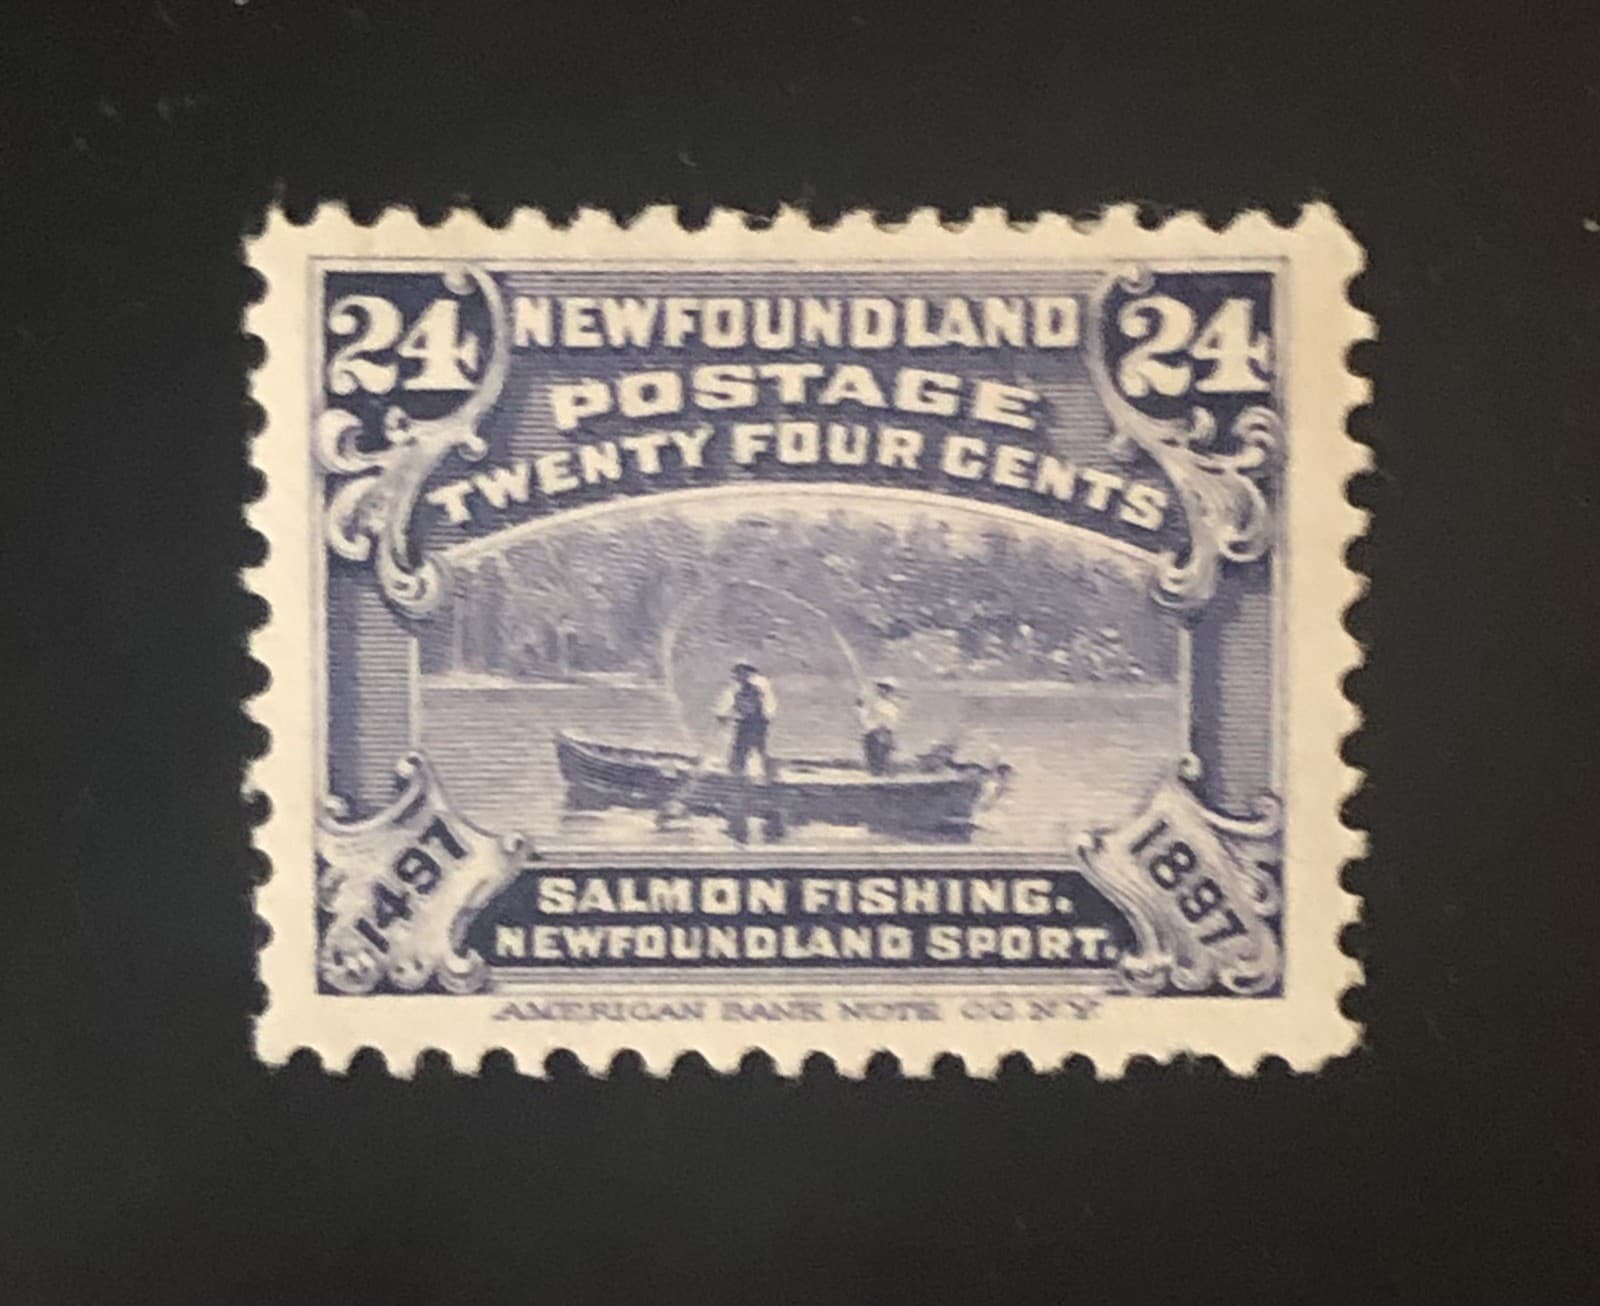 24 NEWFOUNDLAND 24
POSTAGE
TWENTY FOUR CENTS
1497 1897
SALMON FISHING.
NEWFOUNDLAND SPORT.
AMERICAN BANK NOTE CO. N.Y.